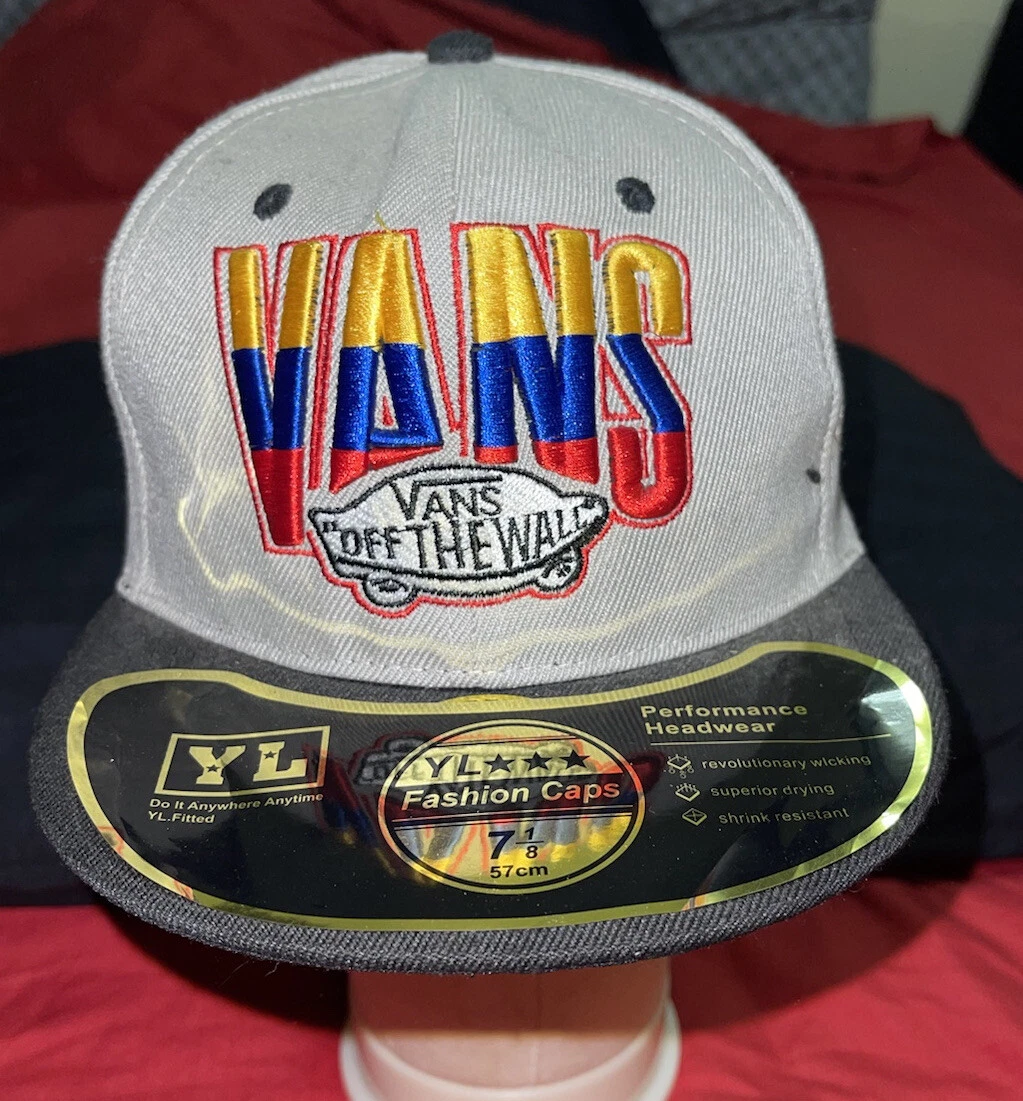 VANS
VANS
"OFF THE WALL"
YL
Do It Anywhere Anytime
YL.Fitted
YL★★★
Fashion Caps
7 1/8
57cm
Performance
Headwear
revolutionary wicking
superior drying
shrink resistant